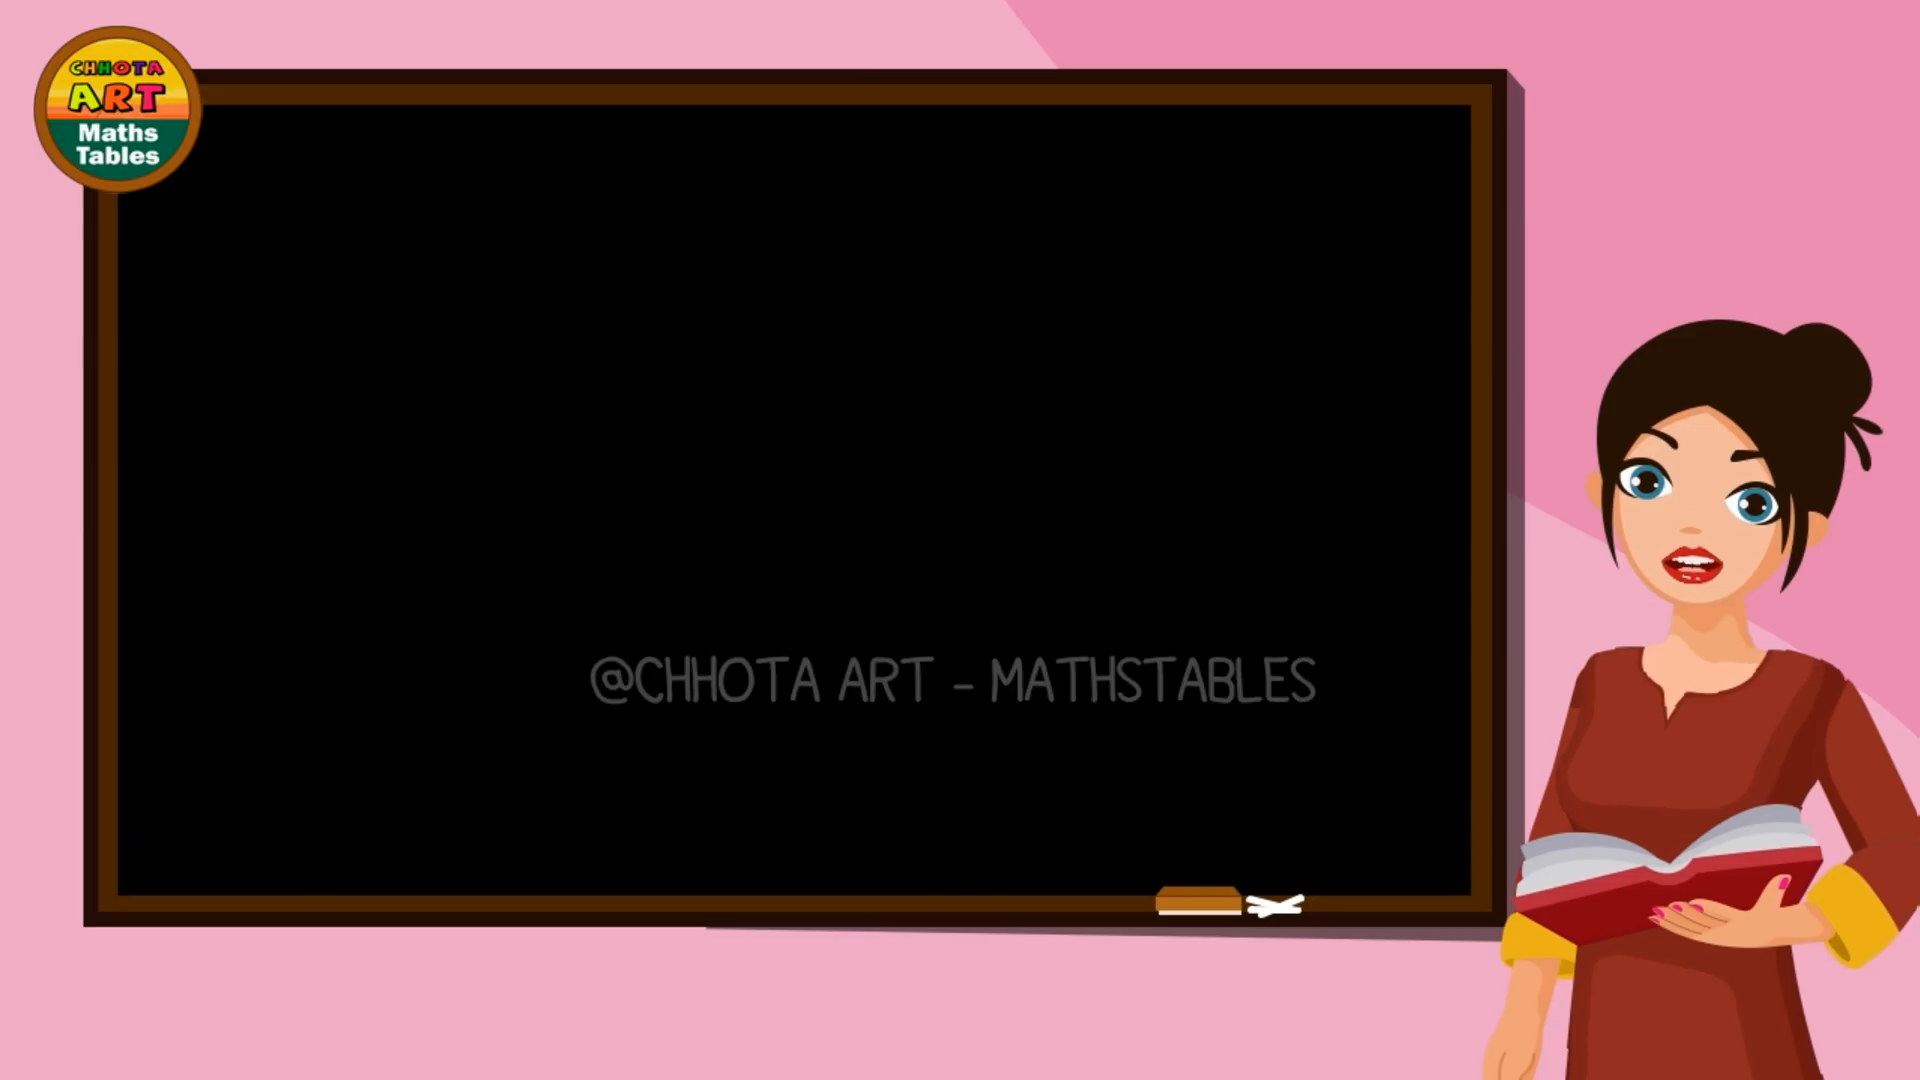 CHHOTA
ART
Maths
Tables
@CHHOTA ART - MATHSTABLES